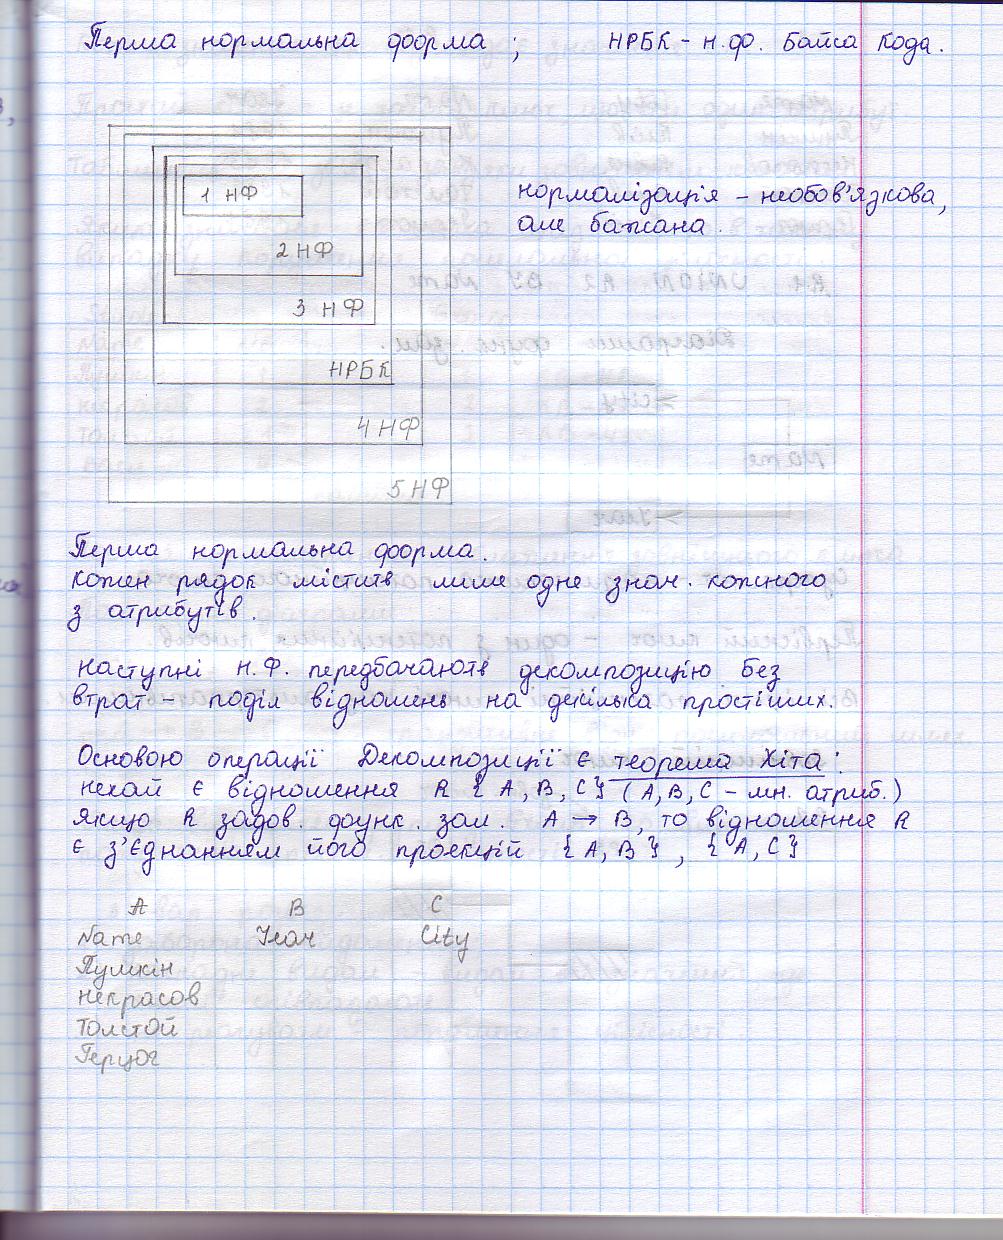 Перша нормальна форма ; НРБК - н.ф. Бойса Кода.
1 НФ
2 НФ
3 НФ
НРБК
4 НФ
5 НФ
нормалізація - необов'язкова,
але бажана.
Перша нормальна форма.
кожен рядок містить лише одне знач. кожного
з атрибутів.
Наступні Н.Ф. передбачають декомпозицію без
втрат - поділ відношень на декілька простіших.
Основою операції Декомпозиції є теорема Хіта:
нехай є відношення R { A, B, C } ( A, B, C - мн. атриб.)
Якщо R задов. функ. зал. A → B, то відношення R
є з'єднанням його проекцій { A, B } , { A, C }
A B C
Name Year City
Пушкін
Некрасов
Толстой
Герцог